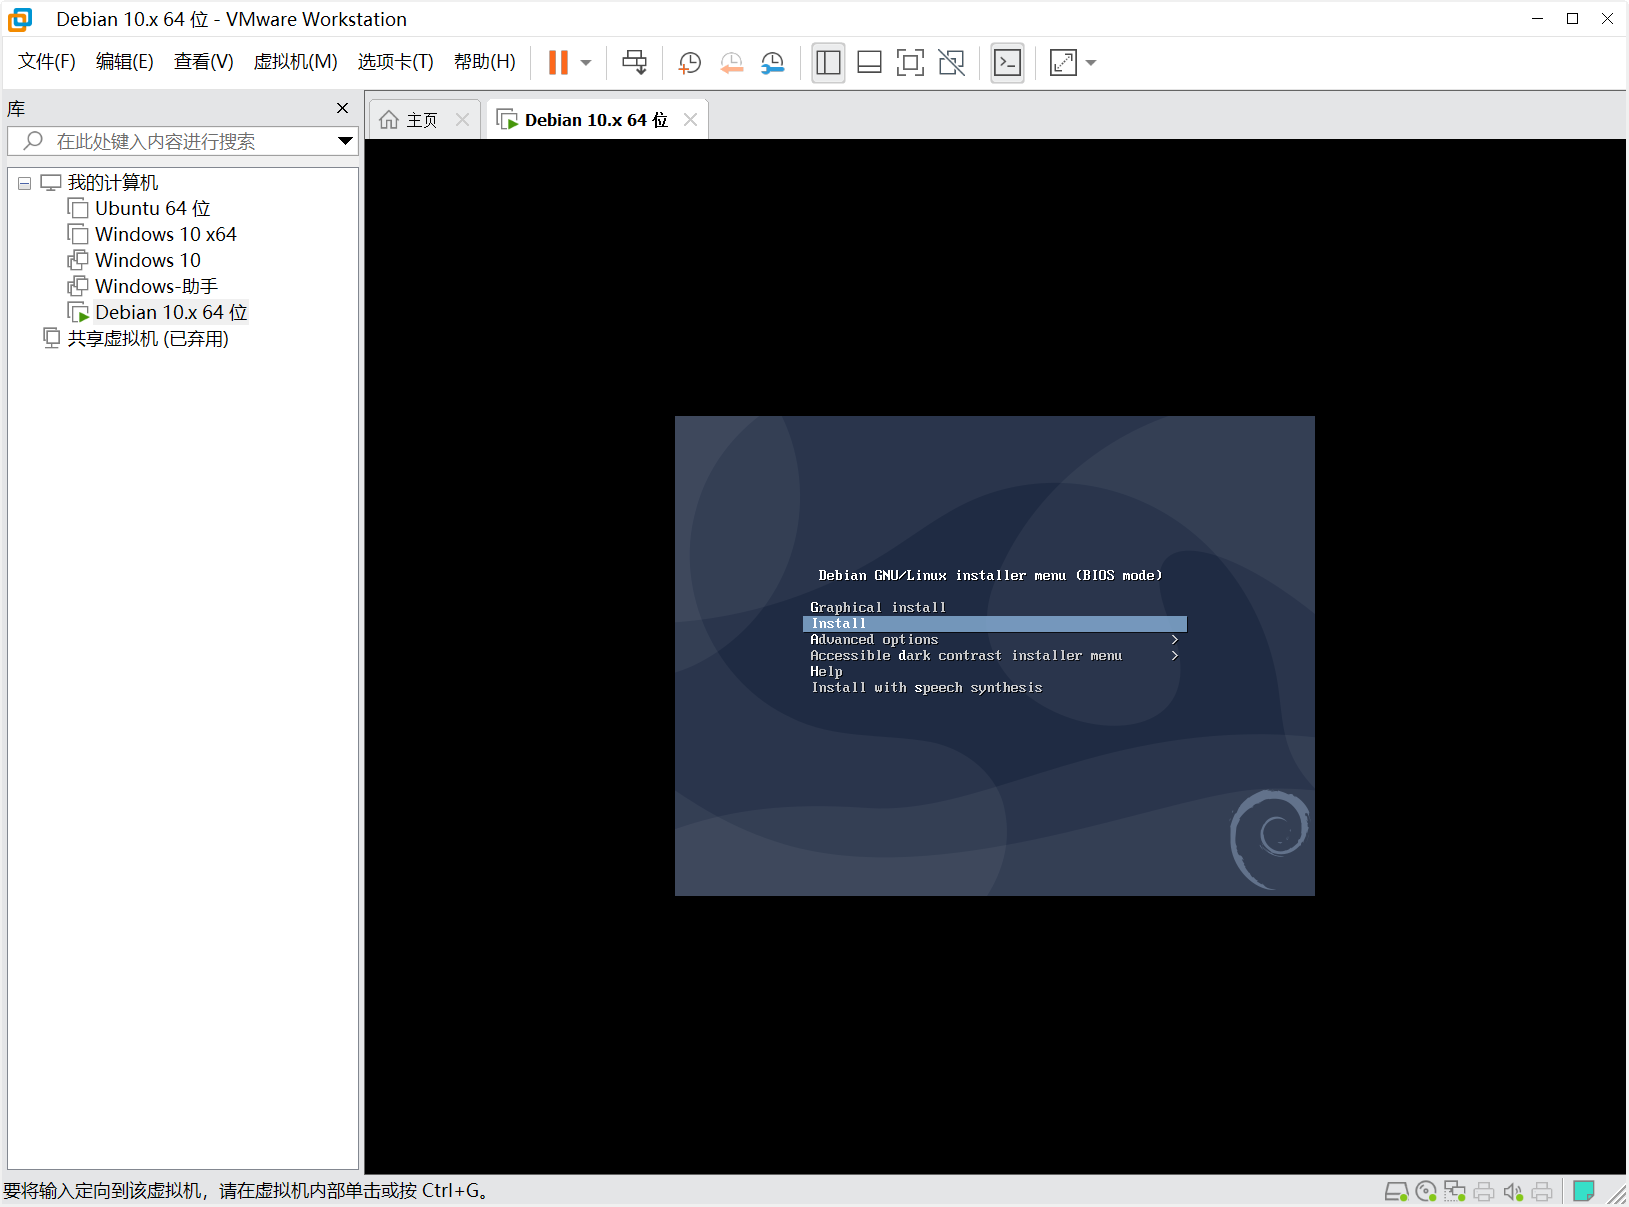 Debian 10.x 64 位 - VMware Workstation
文件(F) 编辑(E) 查看(V) 虚拟机(M) 选项卡(T) 帮助(H)
库
在此处键入内容进行搜索
我的计算机
Ubuntu 64 位
Windows 10 x64
Windows 10
Windows-助手
Debian 10.x 64 位
共享虚拟机 (已弃用)
主页
Debian 10.x 64 位
Debian GNU/Linux installer menu (BIOS mode)
Graphical install
Install
Advanced options >
Accessible dark contrast installer menu >
Help
Install with speech synthesis
要将输入定向到该虚拟机，请在虚拟机内部单击或按 Ctrl+G。